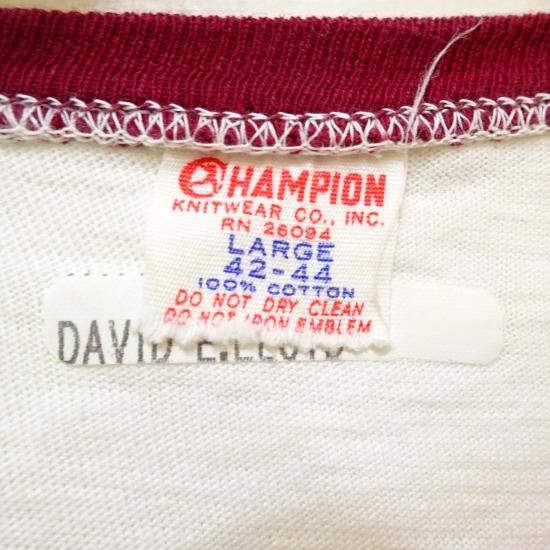 CHAMPION
KNITWEAR CO., INC.
RN 26094
LARGE
42-44
100% COTTON
DO NOT DRY CLEAN
DO NOT IRON EMBLEM
DAVID E.